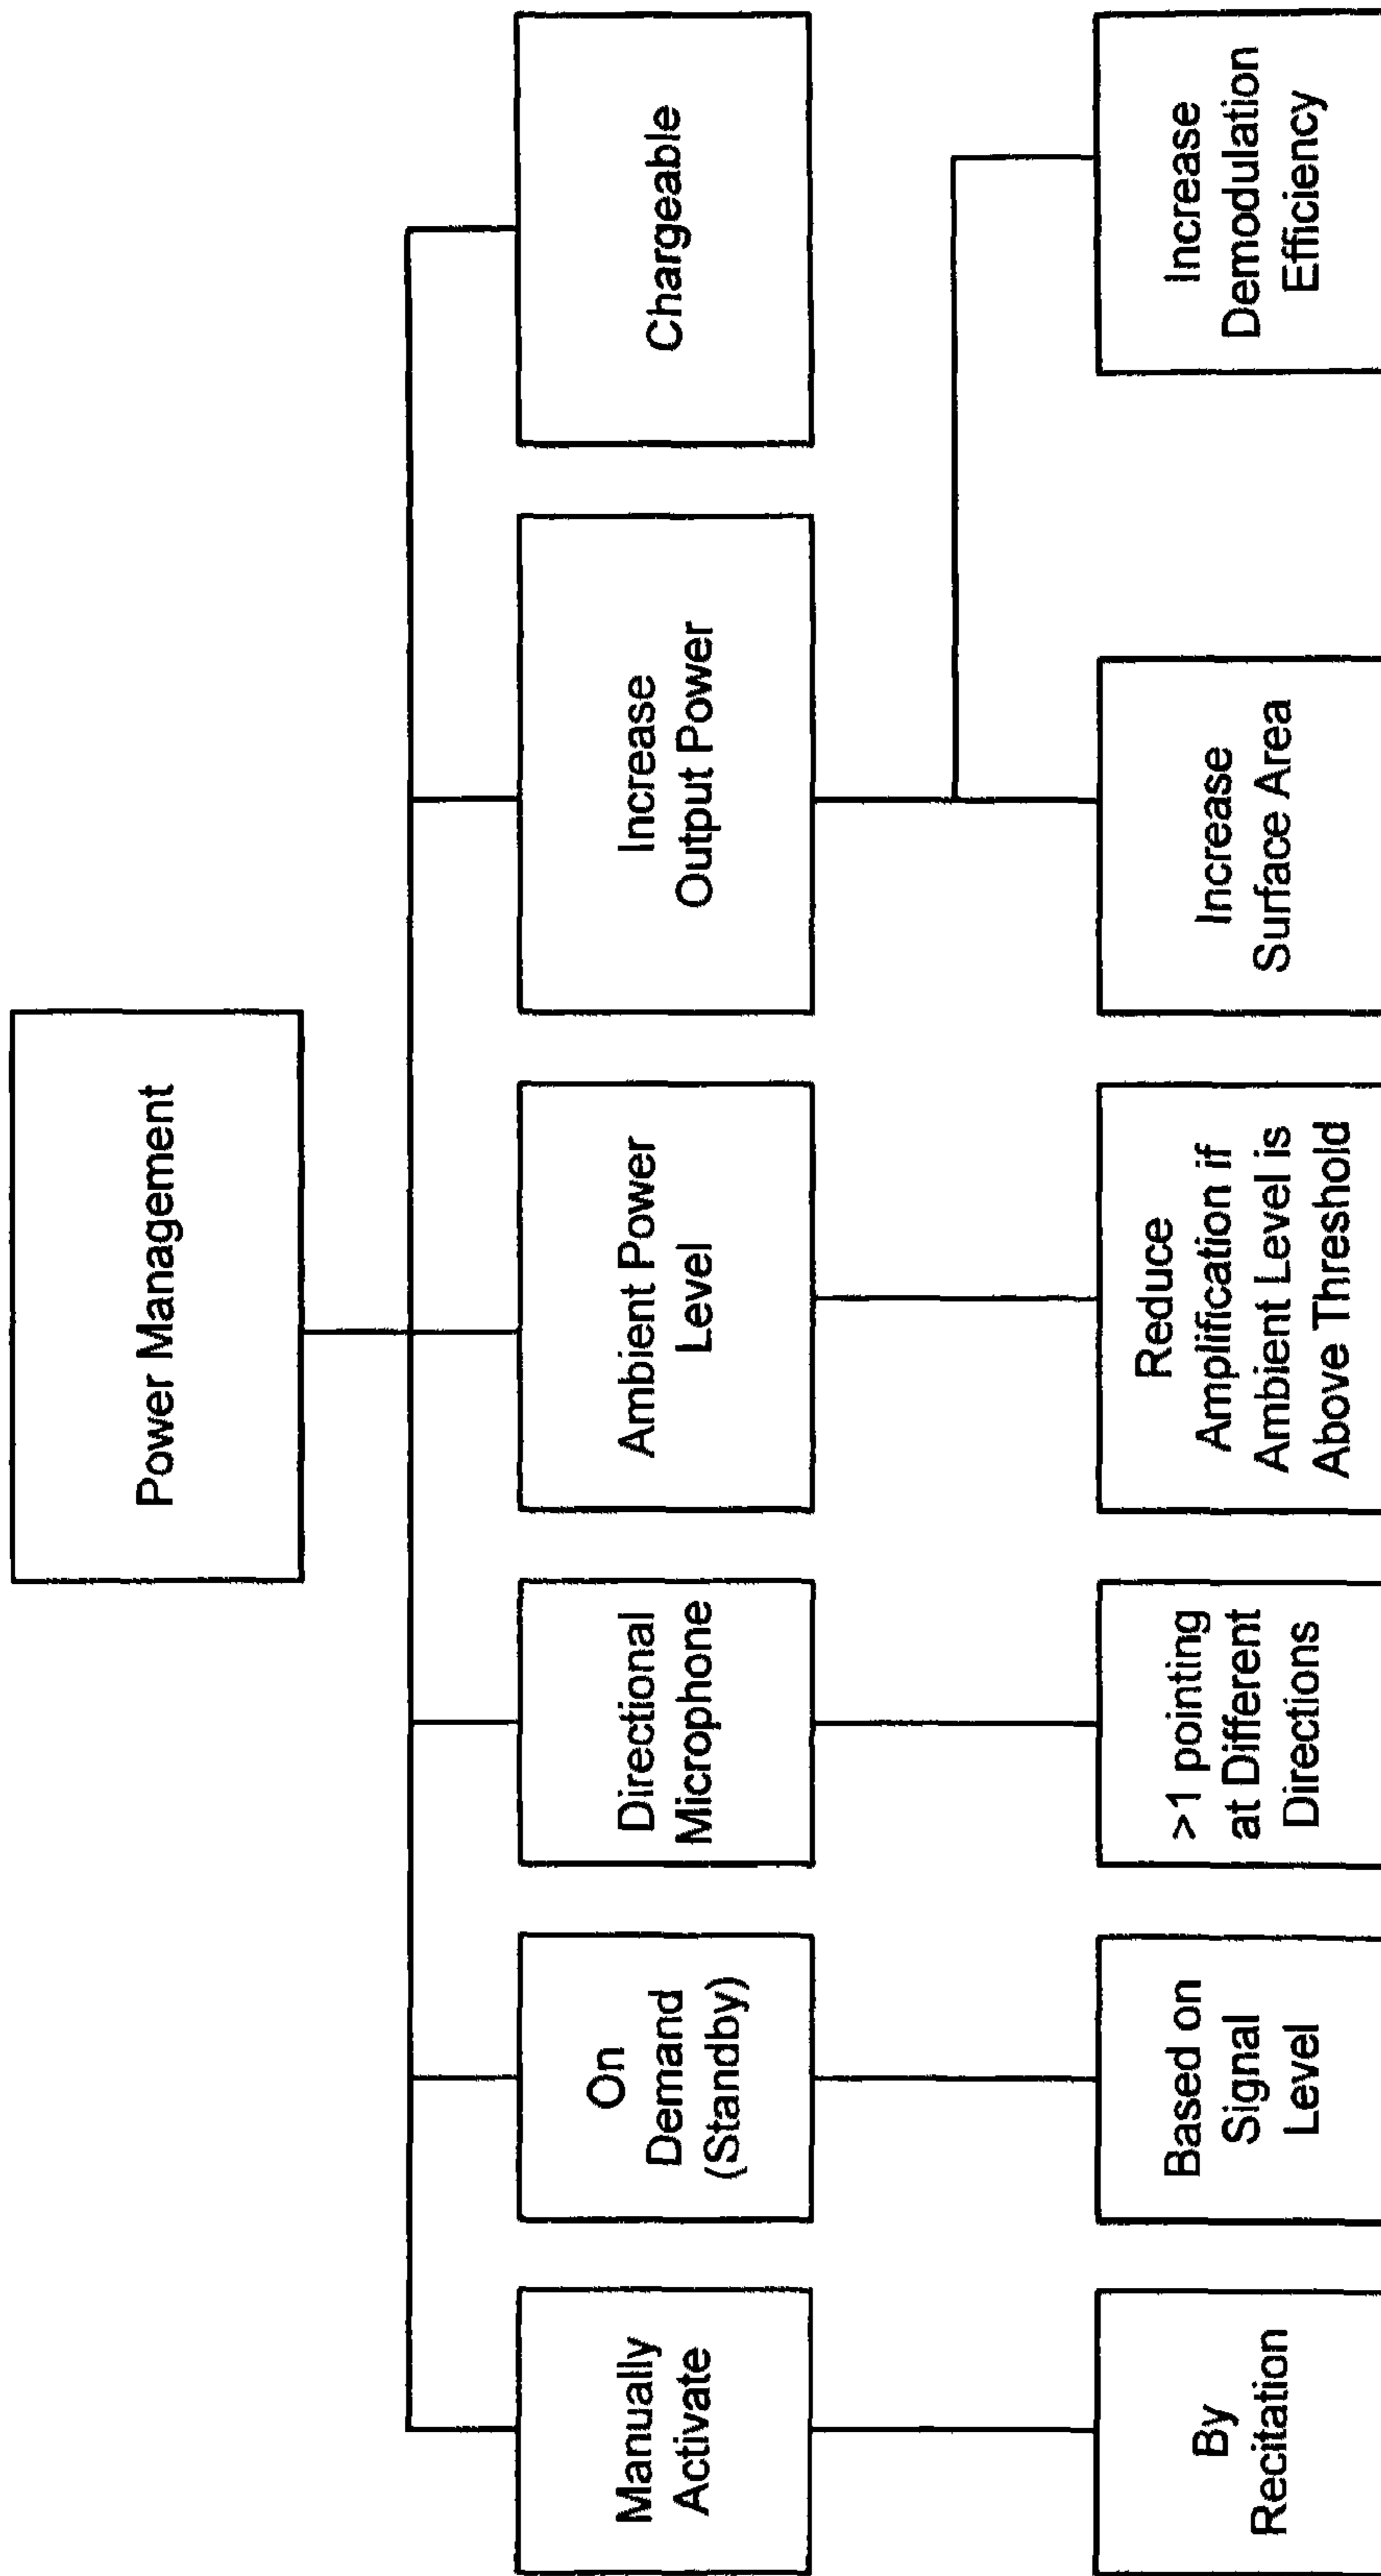 Power Management
Manually
Activate
On
Demand
(Standby)
Directional
Microphone
Ambient Power
Level
Increase
Output Power
Chargeable
By
Recitation
Based on
Signal
Level
>1 pointing
at Different
Directions
Reduce
Amplification if
Ambient Level is
Above Threshold
Increase
Surface Area
Increase
Demodulation
Efficiency